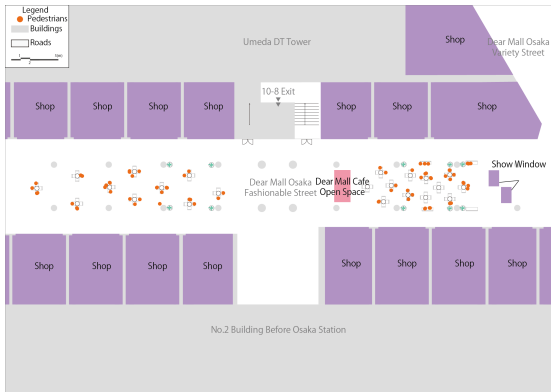 Legend
Pedestrians
Buildings
Roads
Umeda DT Tower
Shop
Dear Mall Osaka
Variety Street
10-8 Exit
Shop
Shop
Shop
Shop
Shop
Shop
Shop
Show Window
Dear Mall Osaka
Fashionable Street
Dear Mall Cafe
Open Space
Shop
Shop
Shop
Shop
Shop
Shop
Shop
Shop
No.2 Building Before Osaka Station